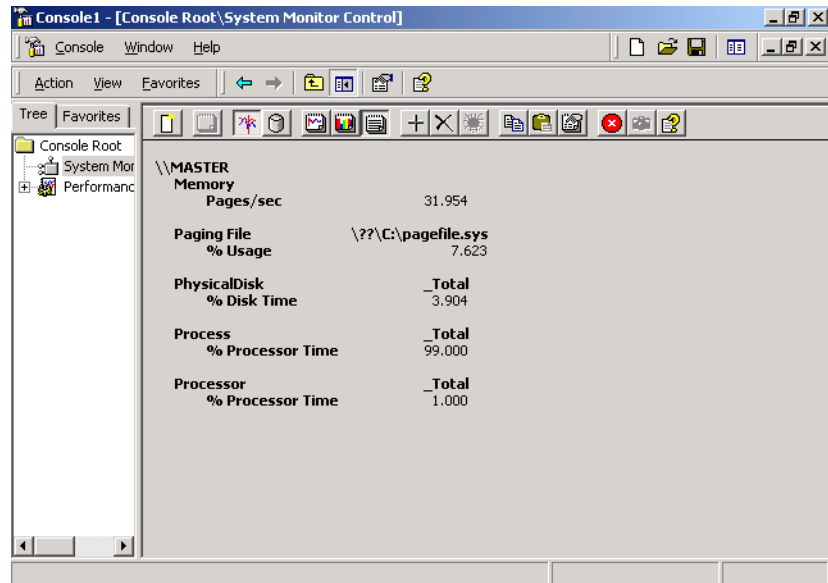 Console1 - [Console Root\System Monitor Control]
Console Window Help
Action View Favorites
Tree Favorites
Console Root
System Mor
Performanc
\\MASTER
Memory
Pages/sec 31.954
Paging File \??\C:\pagefile.sys
% Usage 7.623
PhysicalDisk _Total
% Disk Time 3.904
Process _Total
% Processor Time 99.000
Processor _Total
% Processor Time 1.000